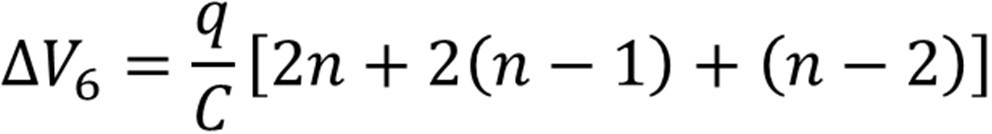 ΔV₆ = q/C [2n + 2(n − 1) + (n − 2)]